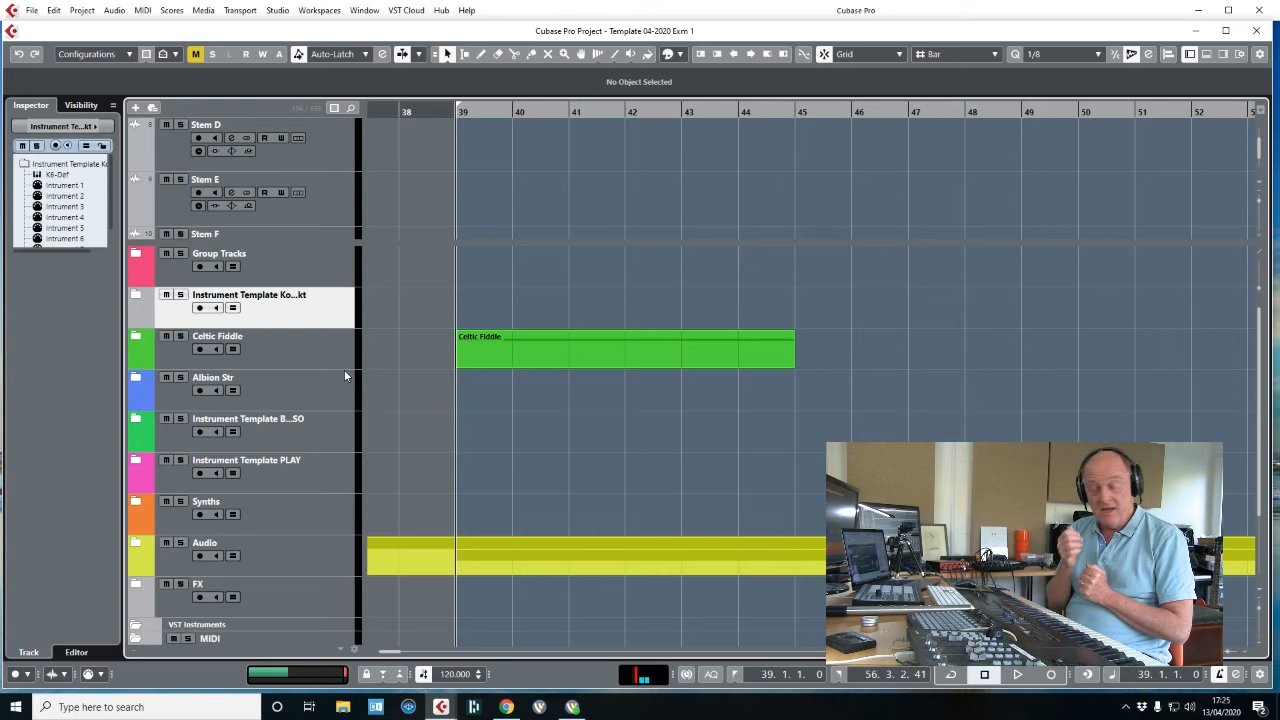 File Edit Project Audio MIDI Scores Media Transport Studio Workspaces Window VST Cloud Hub Help Cubase Pro
Cubase Pro Project - Template 04-2020 Exm 1
Configurations M S L R W A Auto-Latch Grid Bar Q 1/8
No Object Selected
Inspector Visibility
38 39 40 41 42 43 44 45 46 47 48 49 50 51 52
Instrument Te...kt
Instrument Template Ko
K6-Def
Intrument 1
Intrument 2
Intrument 3
Intrument 4
Intrument 5
Intrument 6
8 Stem D
9 Stem E
10 Stem F
Group Tracks
Instrument Template Ko...kt
Celtic Fiddle
Celtic Fiddle
Albion Str
Instrument Template B...SO
Instrument Template PLAY
Synths
Audio
FX
VST Instruments
MIDI
Track Editor
120.000 AQ 39. 1. 1. 0 56. 3. 2. 41 39. 1. 1. 0
Type here to search
17:25
13/04/2020